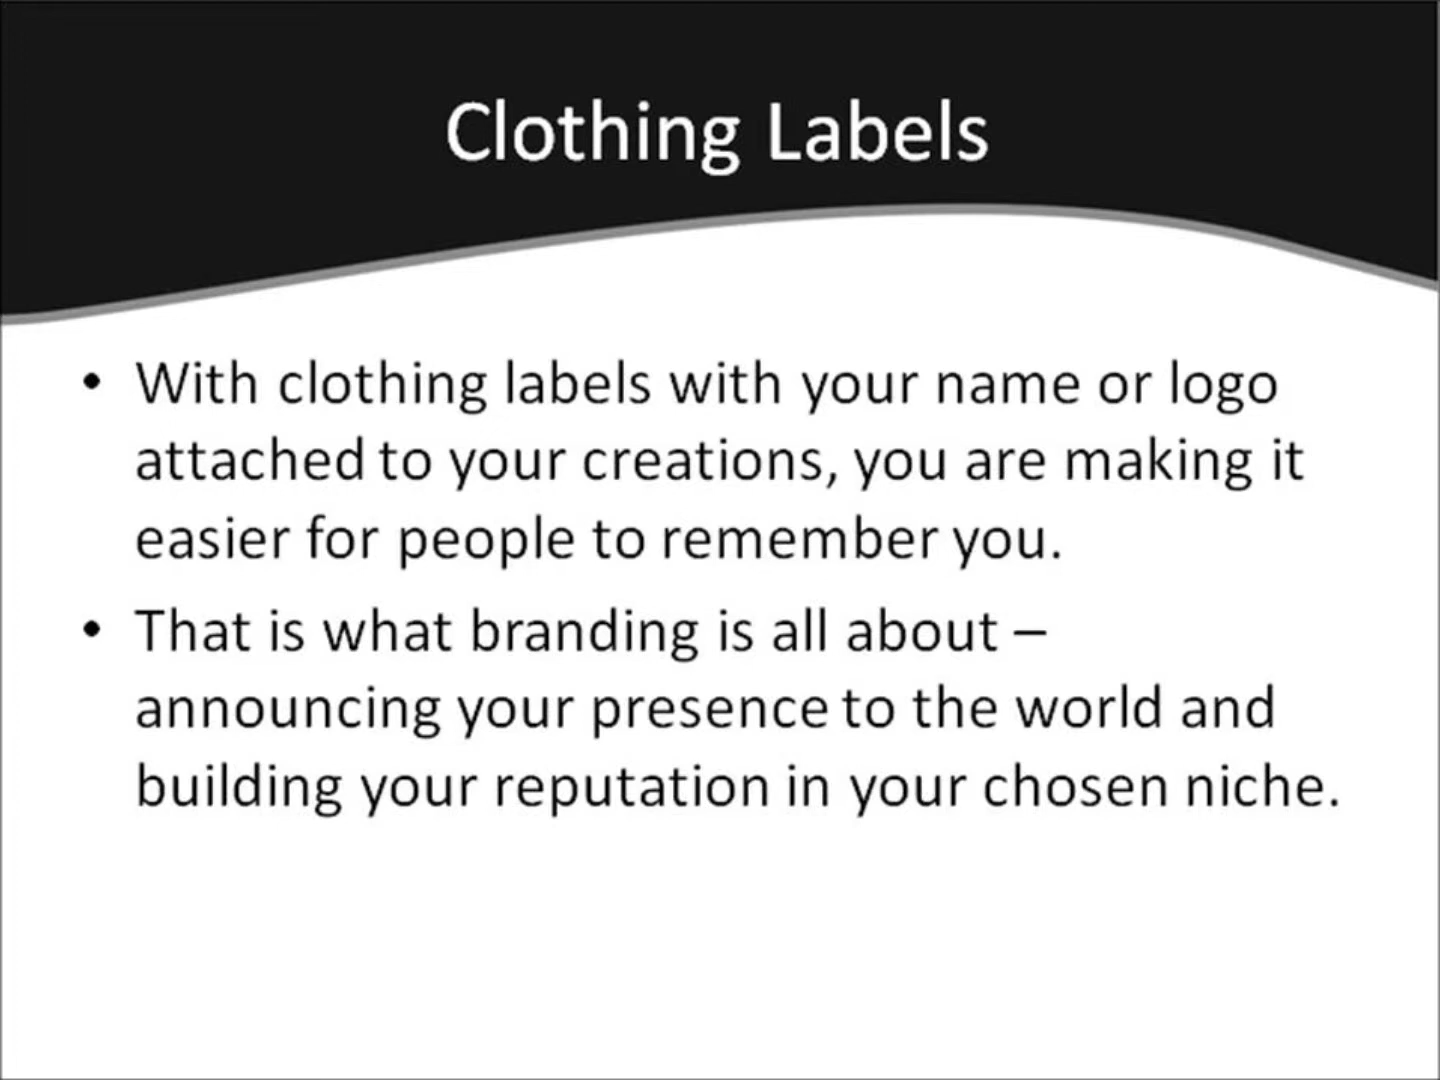 Clothing Labels
• With clothing labels with your name or logo
attached to your creations, you are making it
easier for people to remember you.
• That is what branding is all about –
announcing your presence to the world and
building your reputation in your chosen niche.